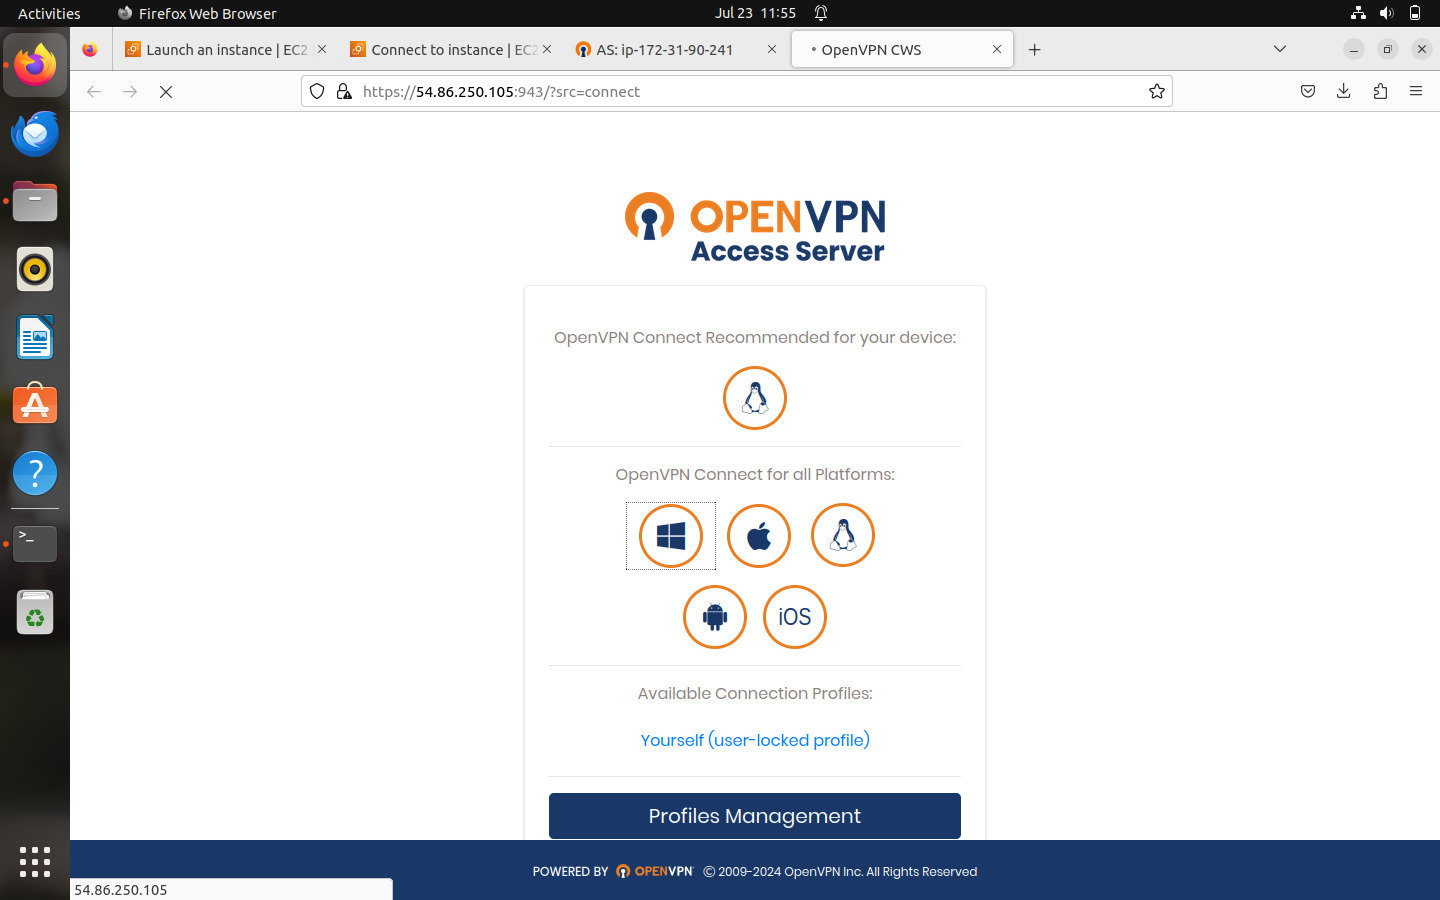 Activities
Firefox Web Browser
Jul 23 11:55
Launch an instance | EC2
Connect to instance | EC2
AS: ip-172-31-90-241
OpenVPN CWS
https://54.86.250.105:943/?src=connect
OPENVPN
Access Server
OpenVPN Connect Recommended for your device:
OpenVPN Connect for all Platforms:
iOS
Available Connection Profiles:
Yourself (user-locked profile)
Profiles Management
POWERED BY OPENVPN © 2009-2024 OpenVPN Inc. All Rights Reserved
54.86.250.105